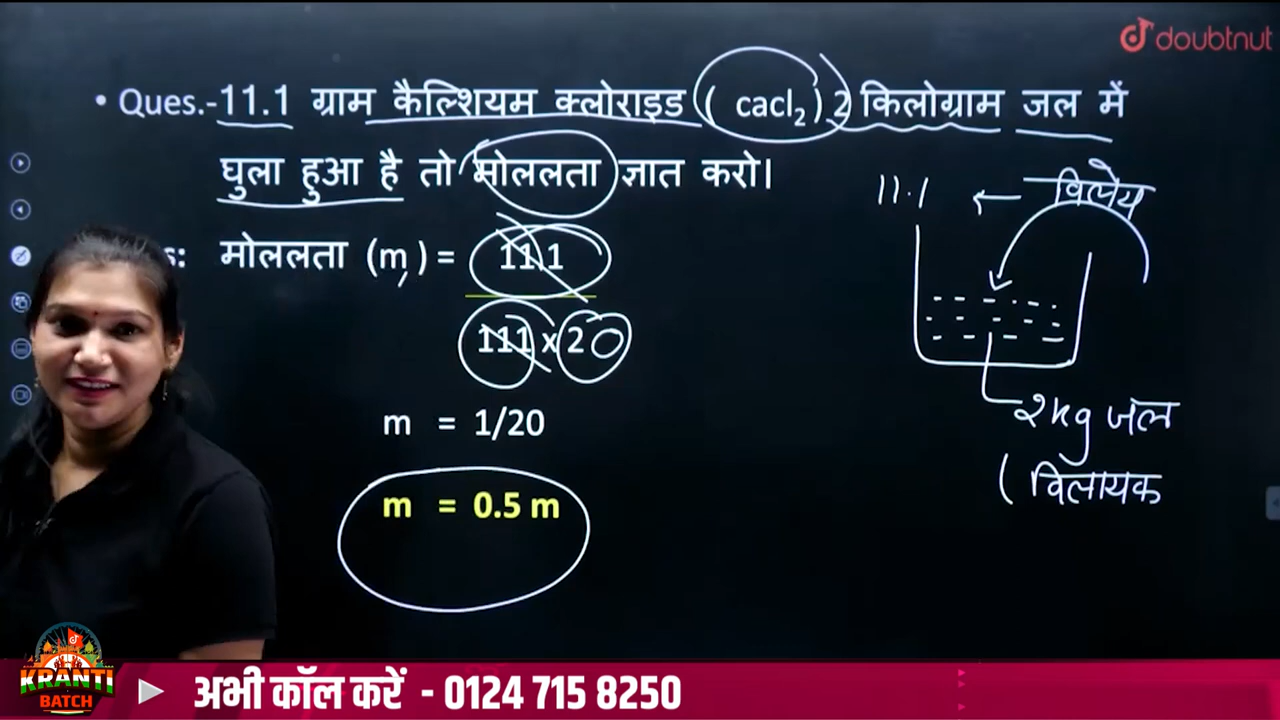 doubtnut
• Ques.-11.1 ग्राम कैल्शियम क्लोराइड ( cacl₂ ) 2 किलोग्राम जल में
घुला हुआ है तो मोललता ज्ञात करो।
11.1 ← विलेय
s: मोललता (m) = 11.1
111 x 20
m = 1/20
m = 0.5 m
2kg जल
( विलायक
KRANTI
BATCH
अभी कॉल करें - 0124 715 8250